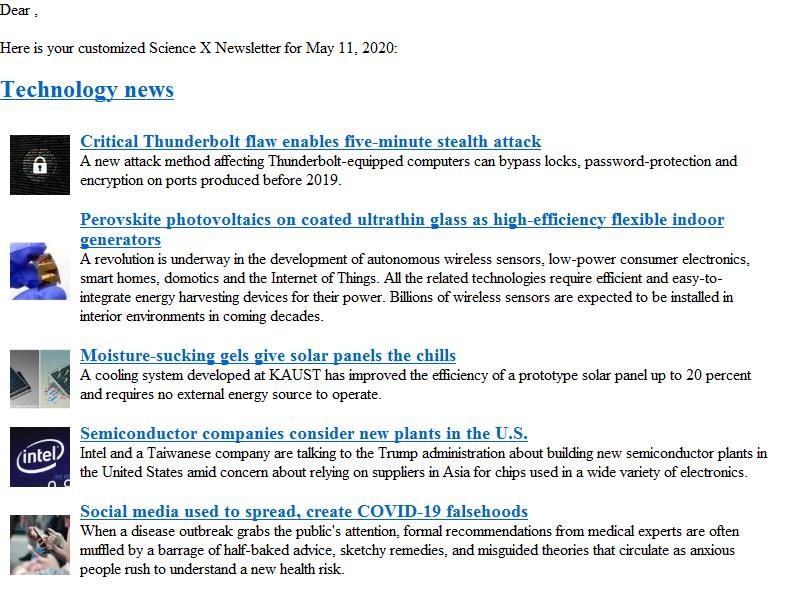 Dear ,
Here is your customized Science X Newsletter for May 11, 2020:
Technology news
Critical Thunderbolt flaw enables five-minute stealth attack
A new attack method affecting Thunderbolt-equipped computers can bypass locks, password-protection and
encryption on ports produced before 2019.
Perovskite photovoltaics on coated ultrathin glass as high-efficiency flexible indoor
generators
A revolution is underway in the development of autonomous wireless sensors, low-power consumer electronics,
smart homes, domotics and the Internet of Things. All the related technologies require efficient and easy-to-
integrate energy harvesting devices for their power. Billions of wireless sensors are expected to be installed in
interior environments in coming decades.
Moisture-sucking gels give solar panels the chills
A cooling system developed at KAUST has improved the efficiency of a prototype solar panel up to 20 percent
and requires no external energy source to operate.
Semiconductor companies consider new plants in the U.S.
intel
Intel and a Taiwanese company are talking to the Trump administration about building new semiconductor plants in
the United States amid concern about relying on suppliers in Asia for chips used in a wide variety of electronics.
Social media used to spread, create COVID-19 falsehoods
When a disease outbreak grabs the public's attention, formal recommendations from medical experts are often
muffled by a barrage of half-baked advice, sketchy remedies, and misguided theories that circulate as anxious
people rush to understand a new health risk.